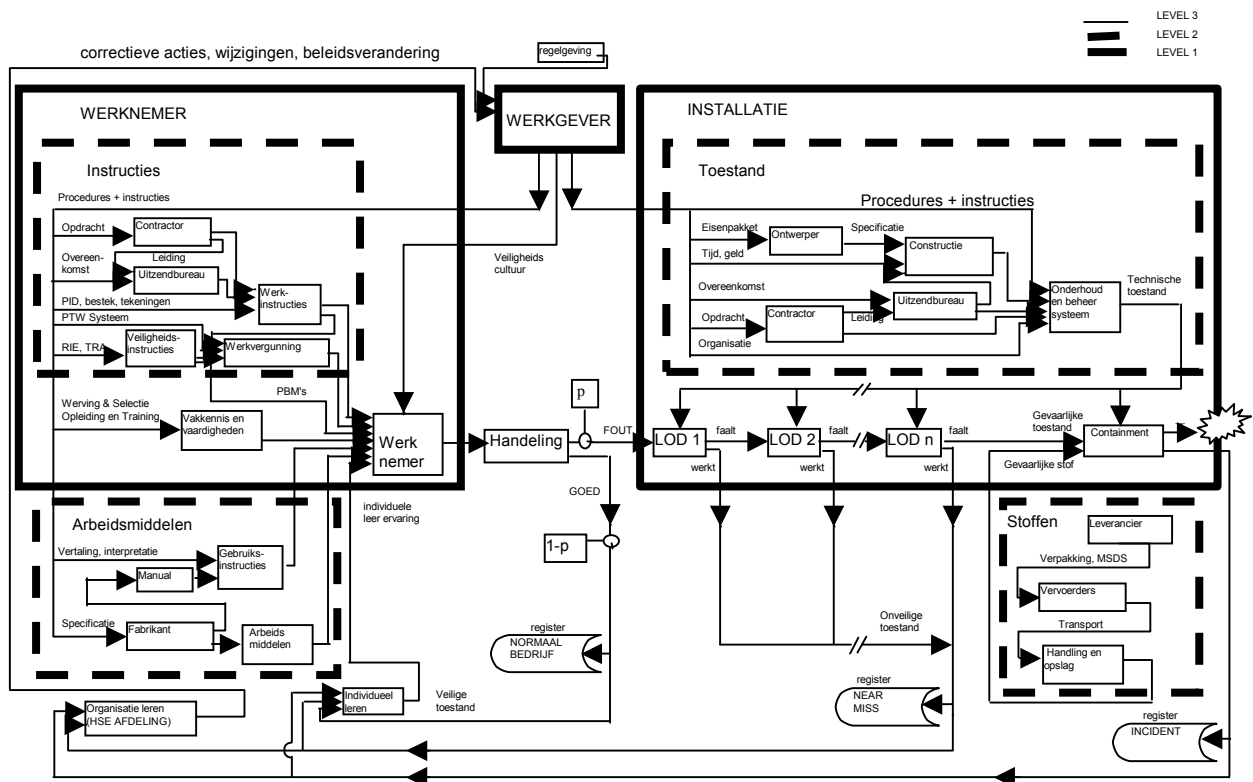 LEVEL 3
LEVEL 2
LEVEL 1
correctieve acties, wijzigingen, beleidsverandering
regelgeving
WERKNEMER
WERKGEVER
INSTALLATIE
Instructies
Procedures + instructies
Opdracht
Contractor
Overeen-
komst
Leiding
Uitzendbureau
Werk-
instructies
PID, bestek, tekeningen
PTW Systeem
RIE, TRA
Veiligheids-
instructies
Werkvergunning
PBM's
Werving & Selectie
Opleiding en Training
Vakkennis en
vaardigheden
Veiligheids
cultuur
Toestand
Procedures + instructies
Eisenpakket
Ontwerper
Specificatie
Constructie
Tijd, geld
Overeenkomst
Uitzendbureau
Opdracht
Contractor
Leiding
Organisatie
Onderhoud
en beheer
systeem
Technische
toestand
Werk
nemer
Handeling
p
FOUT
GOED
1-p
LOD 1
faalt
werkt
LOD 2
faalt
werkt
LOD n
faalt
werkt
Gevaarlijke
toestand
Containment
Gevaarlijke stof
individuele
leer ervaring
Arbeidsmiddelen
Vertaling, interpretatie
Gebruiks-
instructies
Manual
Specificatie
Fabrikant
Arbeids
middelen
Stoffen
Leverancier
Verpakking, MSDS
Vervoerders
Transport
Handling en
opslag
Onveilige
toestand
register
NORMAAL
BEDRIJF
register
NEAR
MISS
register
INCIDENT
Organisatie leren
(HSE AFDELING)
Individueel
leren
Veilige
toestand